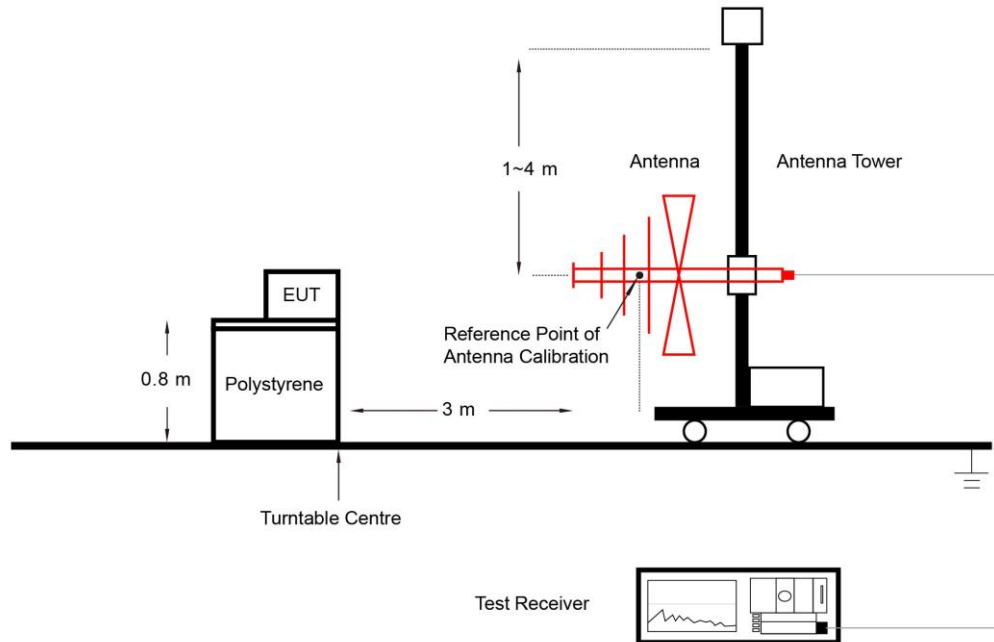 1~4 m
Antenna
Antenna Tower
EUT
Reference Point of
Antenna Calibration
0.8 m
Polystyrene
3 m
Turntable Centre
Test Receiver